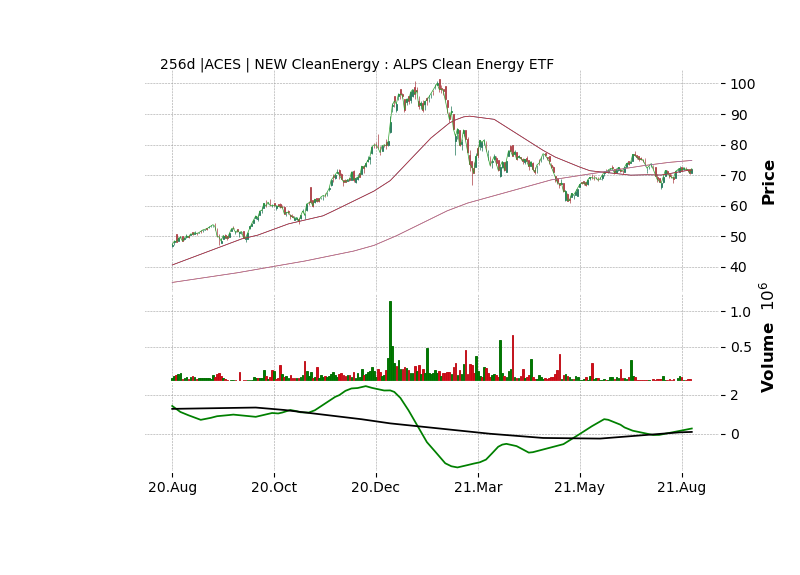 256d |ACES | NEW CleanEnergy : ALPS Clean Energy ETF
100
90
80
70
60
50
40
Price
1.0
0.5
Volume 10^6
2
0
20.Aug 20.Oct 20.Dec 21.Mar 21.May 21.Aug